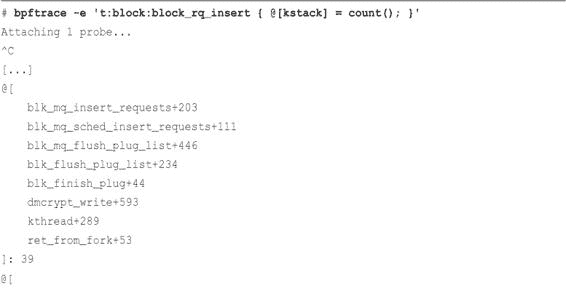 # bpftrace -e 't:block:block_rq_insert { @[kstack] = count(); }'
Attaching 1 probe...
^C
[...]
@[
    blk_mq_insert_requests+203
    blk_mq_sched_insert_requests+111
    blk_mq_flush_plug_list+446
    blk_flush_plug_list+234
    blk_finish_plug+44
    dmcrypt_write+593
    kthread+289
    ret_from_fork+53
]: 39
@[